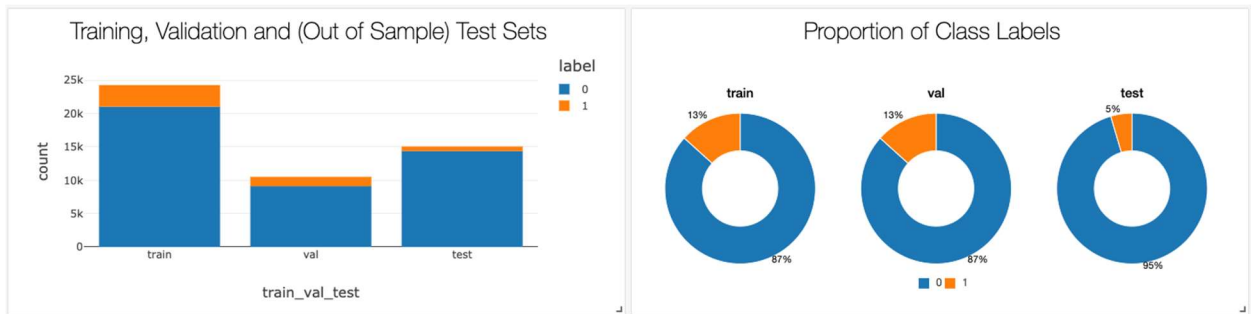 Training, Validation and (Out of Sample) Test Sets
label
0
1
25k
20k
15k
10k
5k
0
count
train
val
test
train_val_test
Proportion of Class Labels
train
val
test
13%
87%
13%
87%
5%
95%
0 1